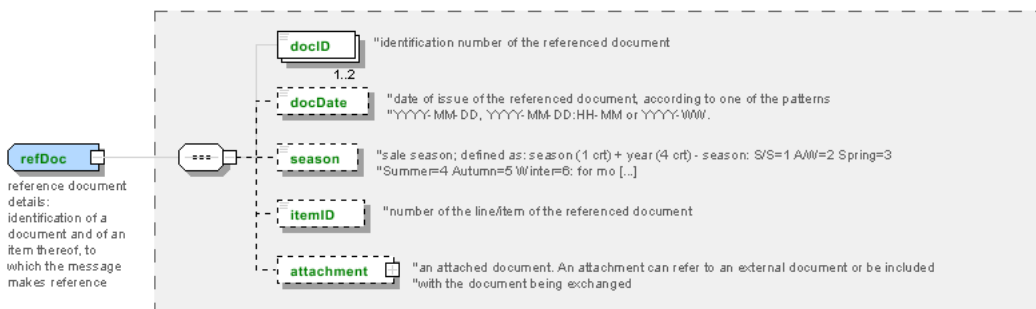 docID
"identification number of the referenced document
1..2
docDate
"date of issue of the referenced document, according to one of the patterns
"YYYY-MM-DD, YYYY-MM-DD:HH-MM or YYYY-WW.
refDoc
season
"sale season; defined as: season (1 crt) + year (4 crt) - season: S/S=1 A/W=2 Spring=3
"Summer=4 Autumn=5 Winter=6: for mo [...]
reference document
details:
identification of a
document and of an
item thereof, to
which the message
makes reference
itemID
"number of the line/item of the referenced document
attachment
"an attached document. An attachment can refer to an external document or be included
"with the document being exchanged